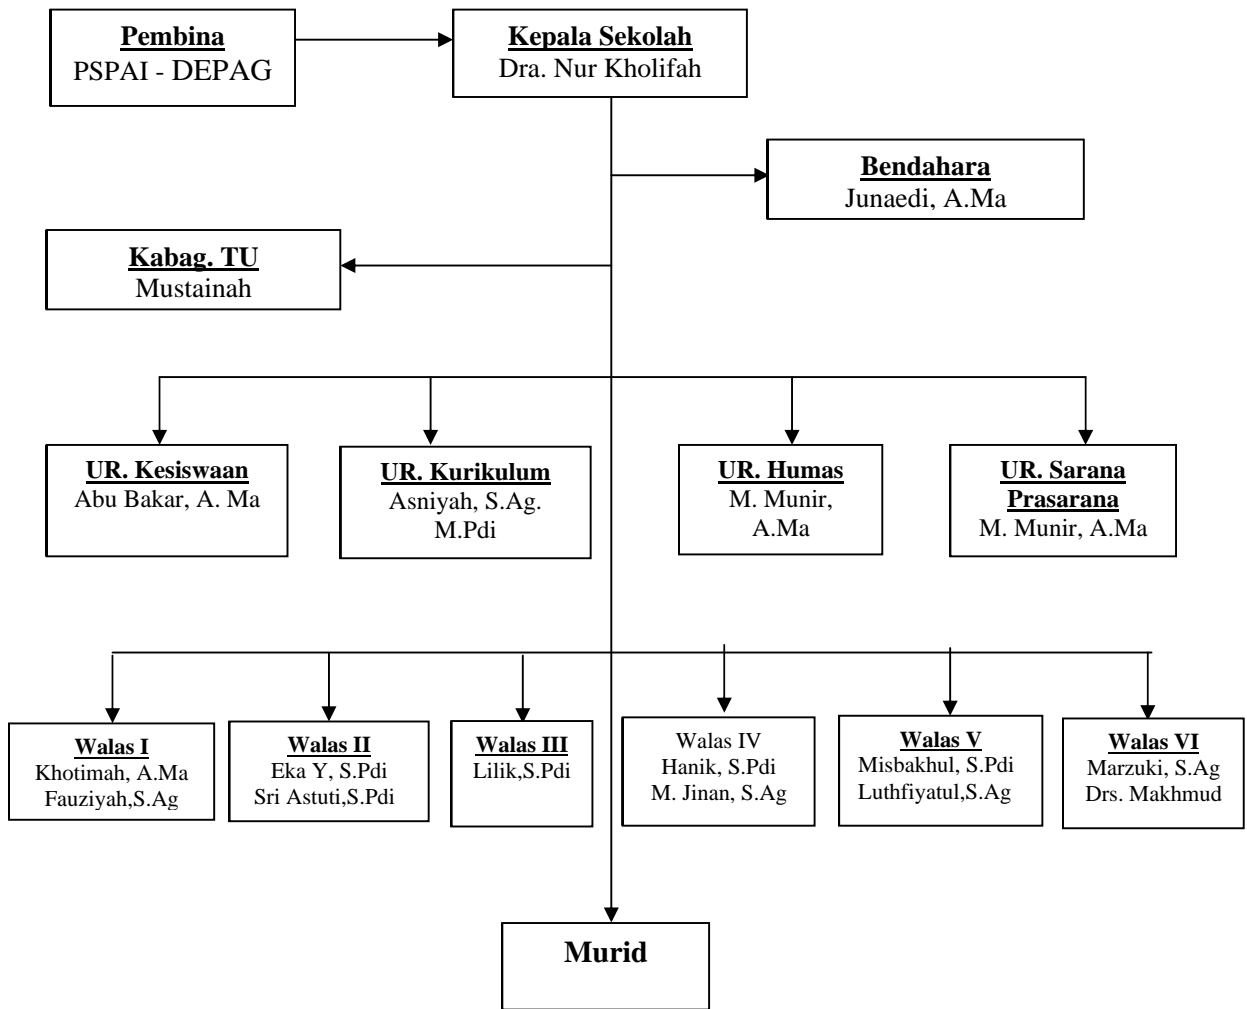 Pembina
PSPAI - DEPAG
Kepala Sekolah
Dra. Nur Kholifah
Bendahara
Junaedi, A.Ma
Kabag. TU
Mustainah
UR. Kesiswaan
Abu Bakar, A. Ma
UR. Kurikulum
Asniyah, S.Ag.
M.Pdi
UR. Humas
M. Munir,
A.Ma
UR. Sarana
Prasarana
M. Munir, A.Ma
Walas I
Khotimah, A.Ma
Fauziyah,S.Ag
Walas II
Eka Y, S.Pdi
Sri Astuti,S.Pdi
Walas III
Lilik,S.Pdi
Walas IV
Hanik, S.Pdi
M. Jinan, S.Ag
Walas V
Misbakhul, S.Pdi
Luthfiyatul,S.Ag
Walas VI
Marzuki, S.Ag
Drs. Makhmud
Murid